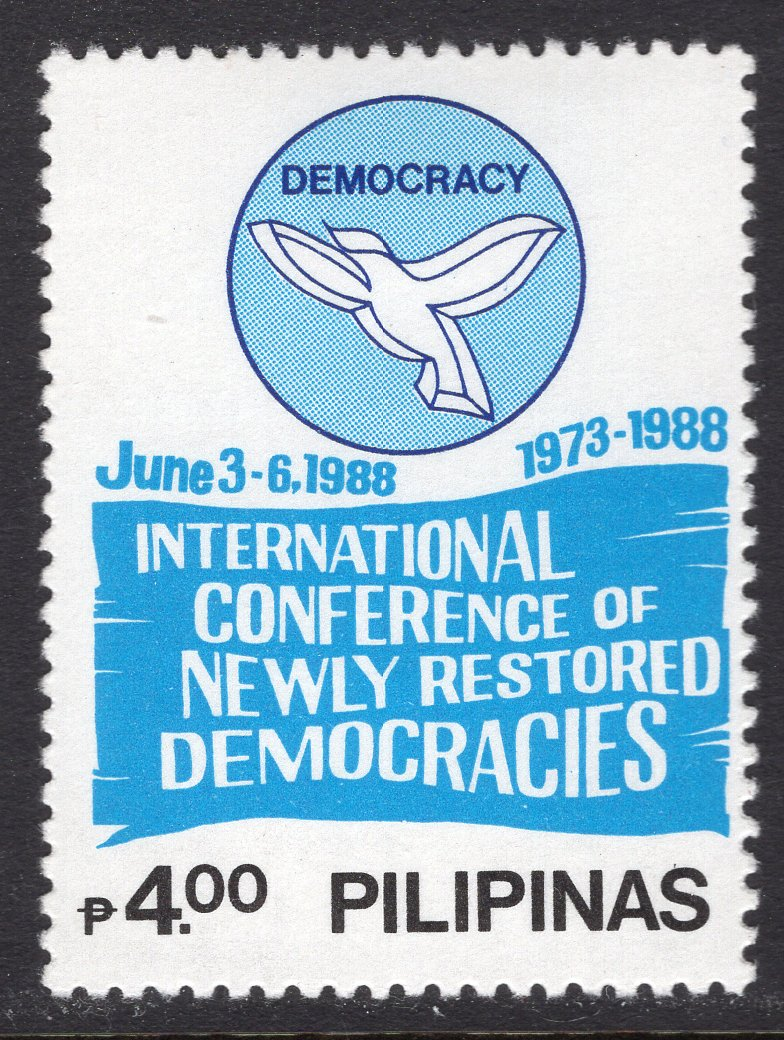 DEMOCRACY
June 3-6, 1988
1973-1988
INTERNATIONAL
CONFERENCE OF
NEWLY RESTORED
DEMOCRACIES
₱4.00 PILIPINAS